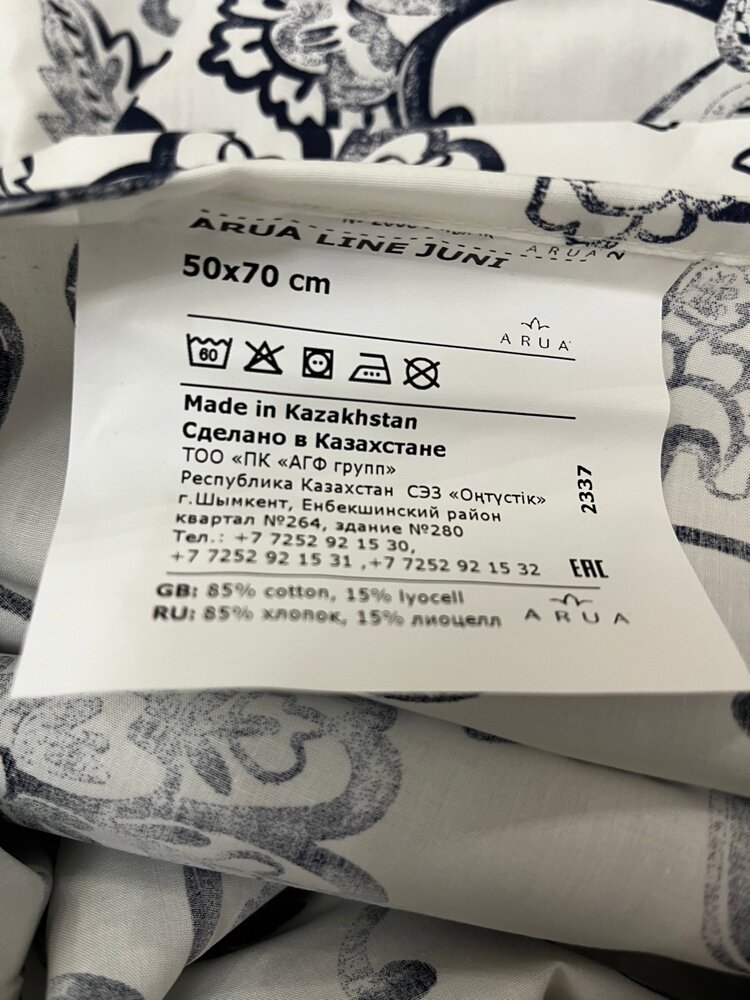 ARUA LINE JUNI
ARUA
50x70 cm
ARUA
60
Made in Kazakhstan
Сделано в Казахстане
ТОО «ПК «АГФ групп»
Республика Казахстан СЭЗ «Оңтүстік»
г.Шымкент, Енбекшинский район
квартал №264, здание №280
Тел.: +7 7252 92 15 30,
+7 7252 92 15 31 ,+7 7252 92 15 32
2337
EAC
GB: 85% cotton, 15% lyocell
RU: 85% хлопок, 15% лиоцелл
ARUA